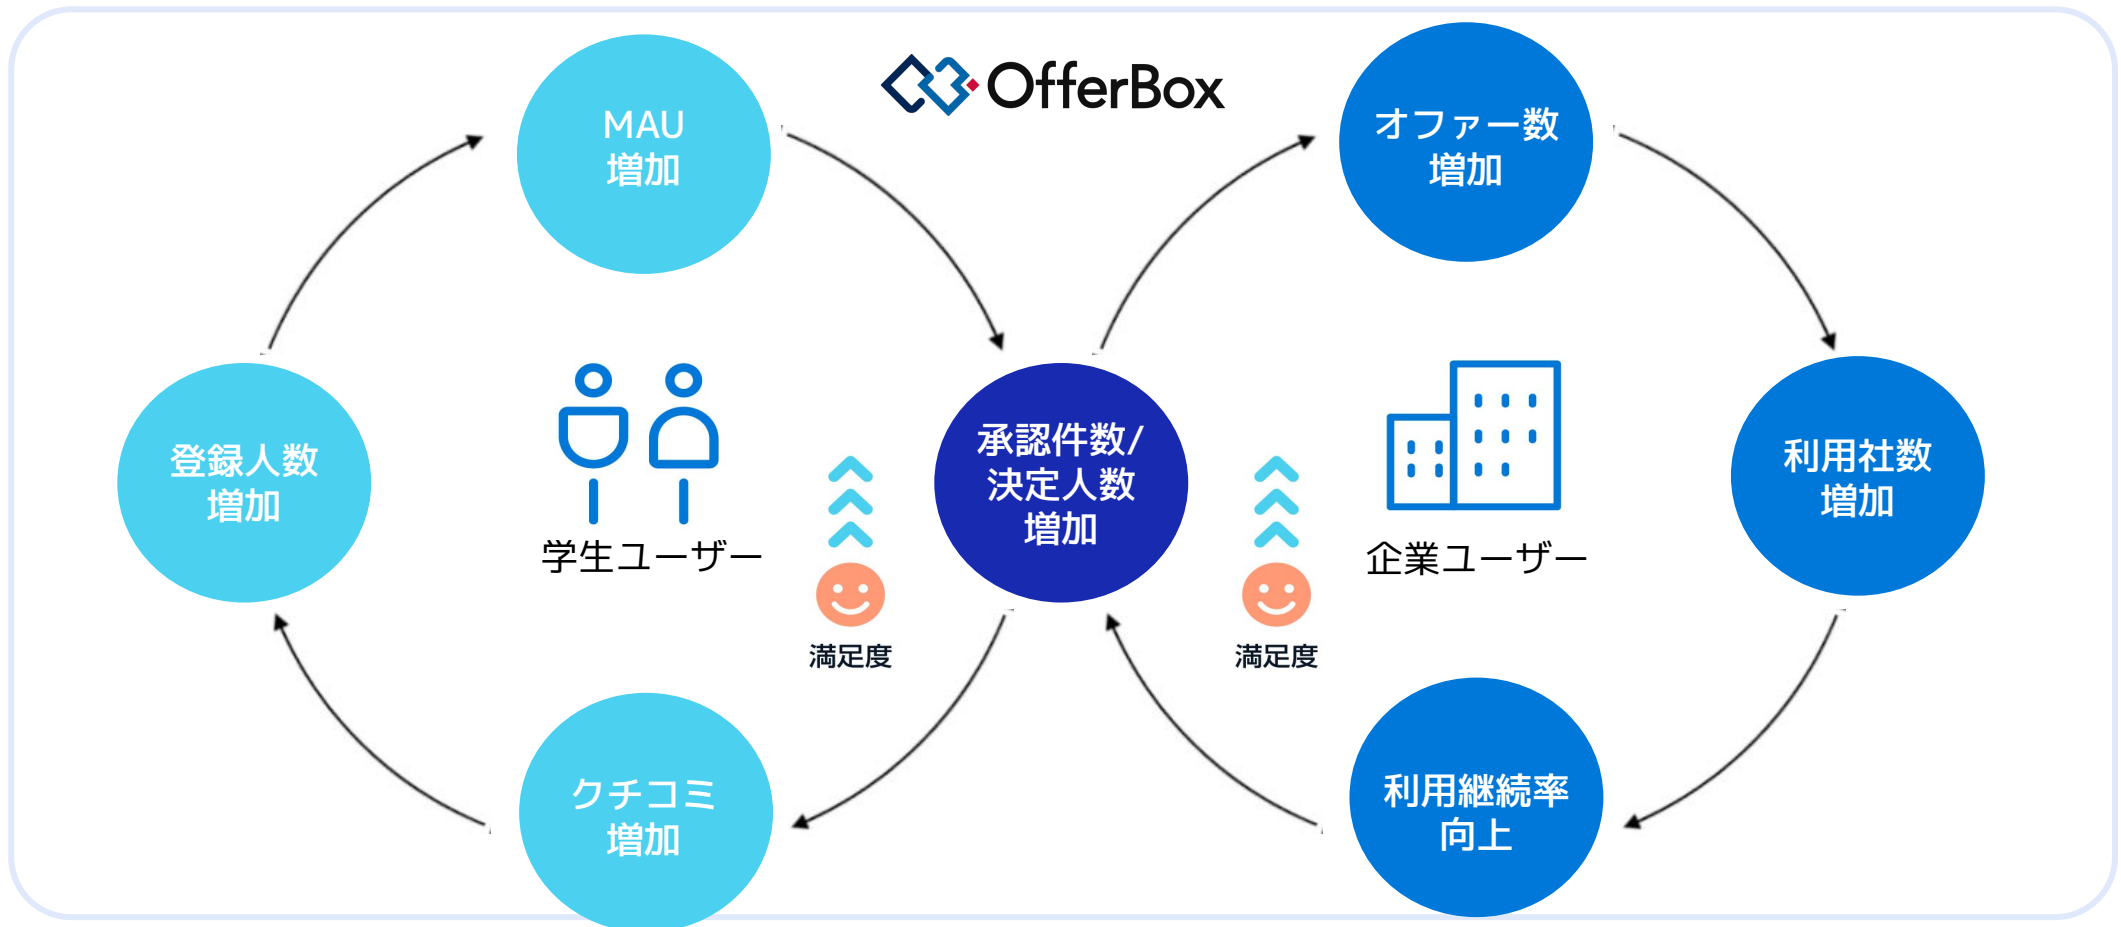 OfferBox
MAU
増加
オファー数
増加
登録人数
増加
学生ユーザー
承認件数/
決定人数
増加
企業ユーザー
利用社数
増加
満足度
満足度
クチコミ
増加
利用継続率
向上